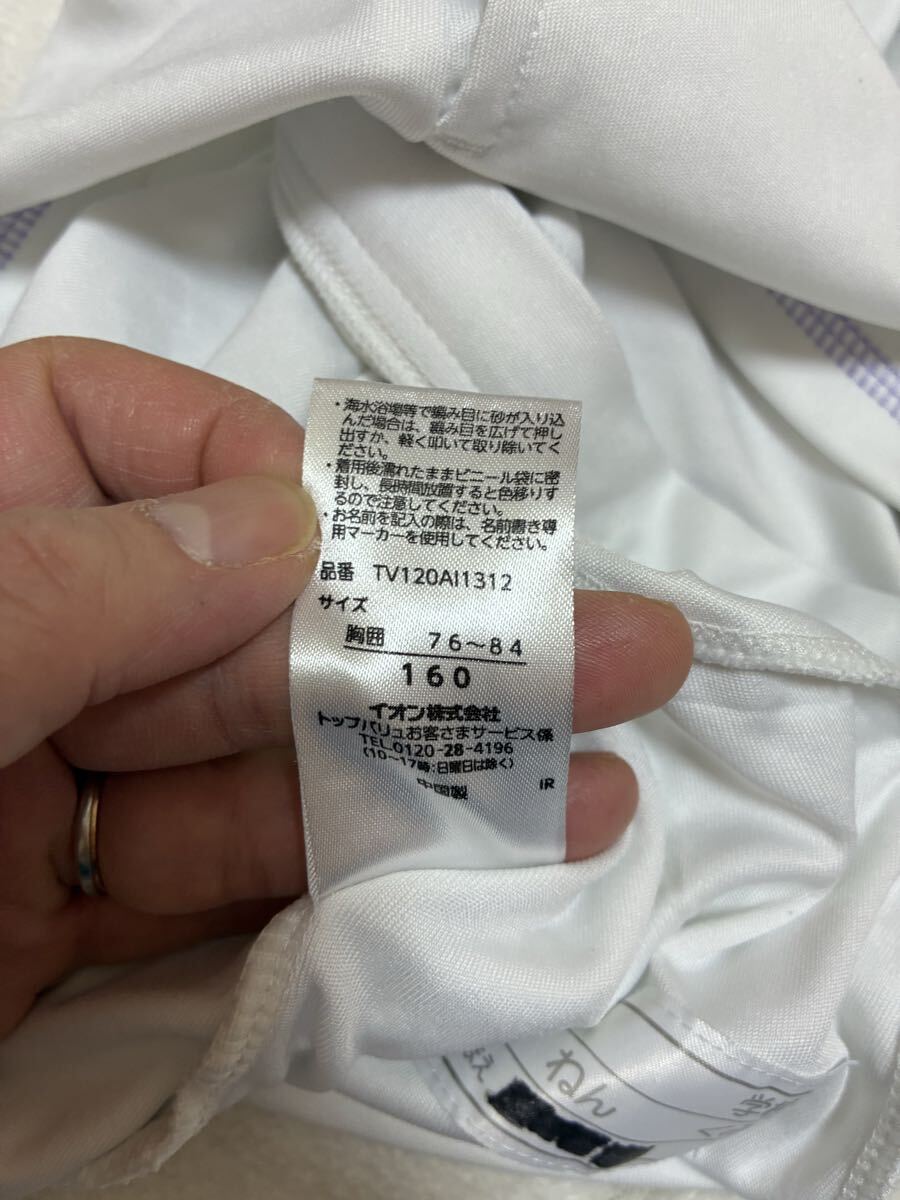 ・海水浴場等で編み目に砂が入り込
んだ場合は、編み目を広げて押し
出すか、軽く叩いて取り除いてく
ださい。
・着用後濡れたままビニール袋に密
封し、長時間放置すると色移りす
るので注意してください。
・お名前を記入の際は、名前書き専
用マーカーを使用してください。
品番 TV120AI1312
サイズ
胸囲 76〜84
160
イオン株式会社
トップバリュお客さまサービス係
TEL.0120-28-4196
(10〜17時:日曜日は除く)
中国製 IR
ねん
まえ